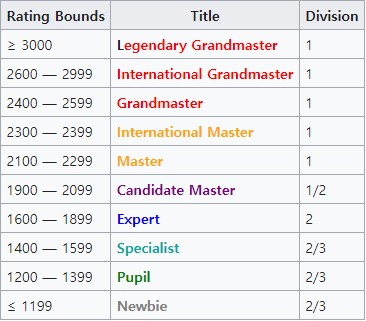 Rating Bounds Title Division
≥ 3000 Legendary Grandmaster 1
2600 — 2999 International Grandmaster 1
2400 — 2599 Grandmaster 1
2300 — 2399 International Master 1
2100 — 2299 Master 1
1900 — 2099 Candidate Master 1/2
1600 — 1899 Expert 2
1400 — 1599 Specialist 2/3
1200 — 1399 Pupil 2/3
≤ 1199 Newbie 2/3